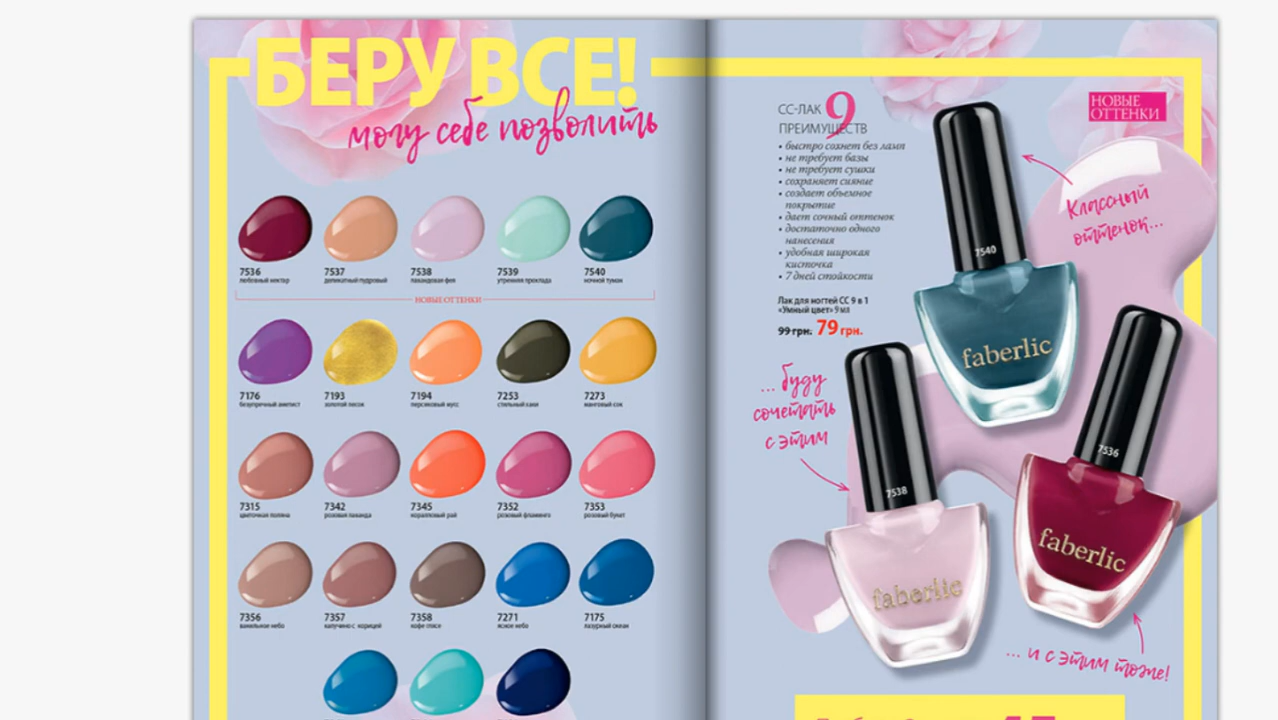 БЕРУ ВСЕ!
могу себе позволить
7536 7537 7538 7539 7540
любовный нектар деликатный пудровый лавандовая фея утренняя прохлада ночной туман
НОВЫЕ ОТТЕНКИ
7176 7193 7194 7253 7273
безупречный аметист золотой песок персиковый мусс стильный хаки манговый сок
7315 7342 7345 7352 7353
цветочная поляна розовая лаванда коралловый рай розовый фламинго розовый букет
7356 7357 7358 7271 7175
ванильное небо капучино с корицей кофе гляссе ясное небо лазурный океан
СС-ЛАК 9
ПРЕИМУЩЕСТВ
• быстро сохнет без ламп
• не требует базы
• не требует сушки
• сохраняет сияние
• создает объемное
покрытие
• дает сочный оттенок
• достаточно одного
нанесения
• удобная широкая
кисточка
• 7 дней стойкости
Лак для ногтей СС 9 в 1
«Умный цвет» 9 мл
99 грн. 79 грн.
НОВЫЕ
ОТТЕНКИ
Классный
оттенок...
7540
faberlic
... буду
сочетать
с этим
7538
faberlic
7536
faberlic
... и с этим тоже!